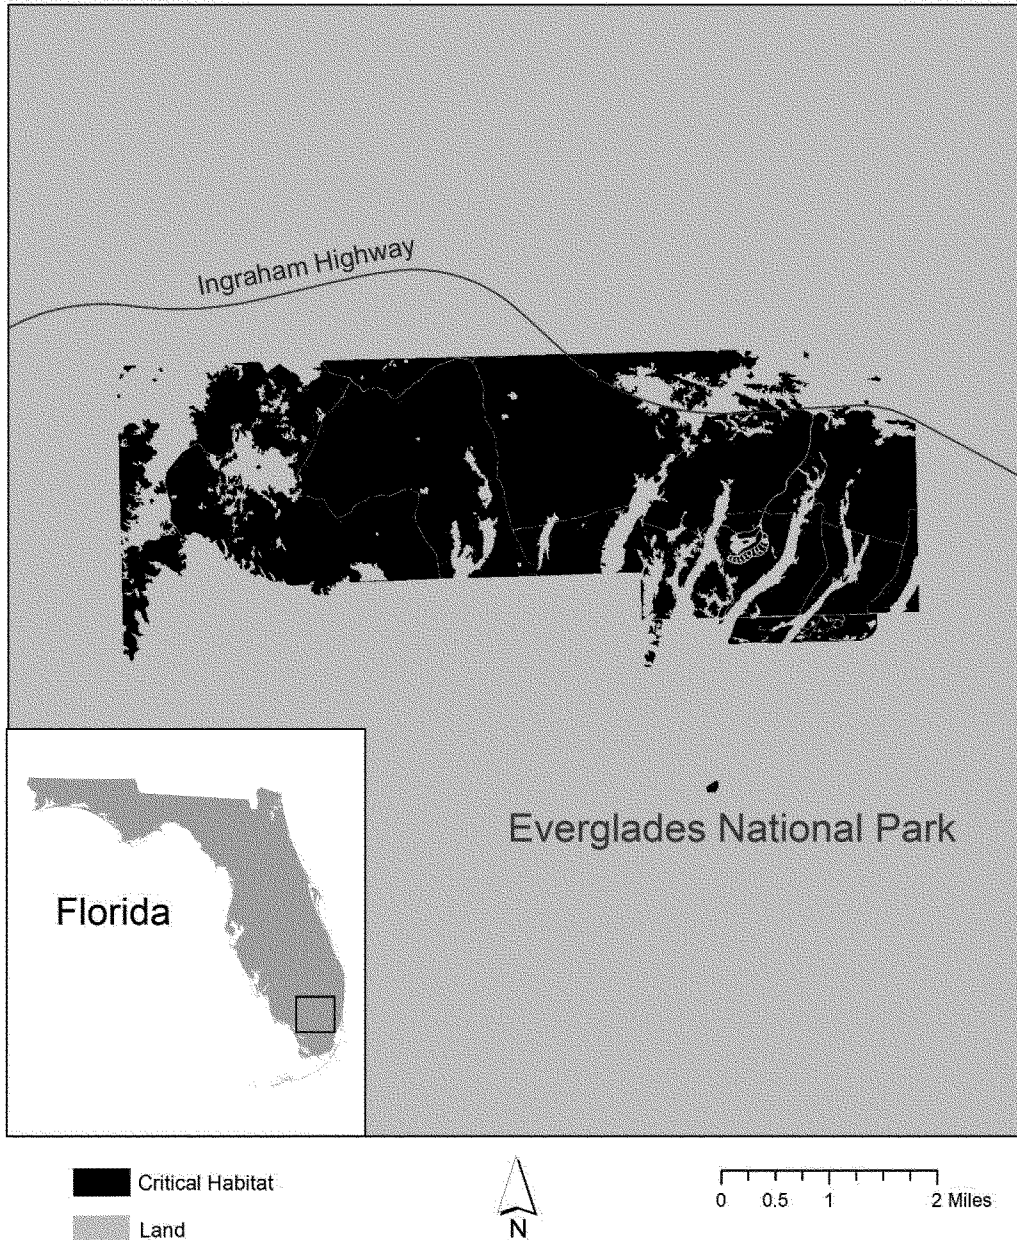 Ingraham Highway
Everglades National Park
Florida
Critical Habitat
Land
N
0 0.5 1 2 Miles